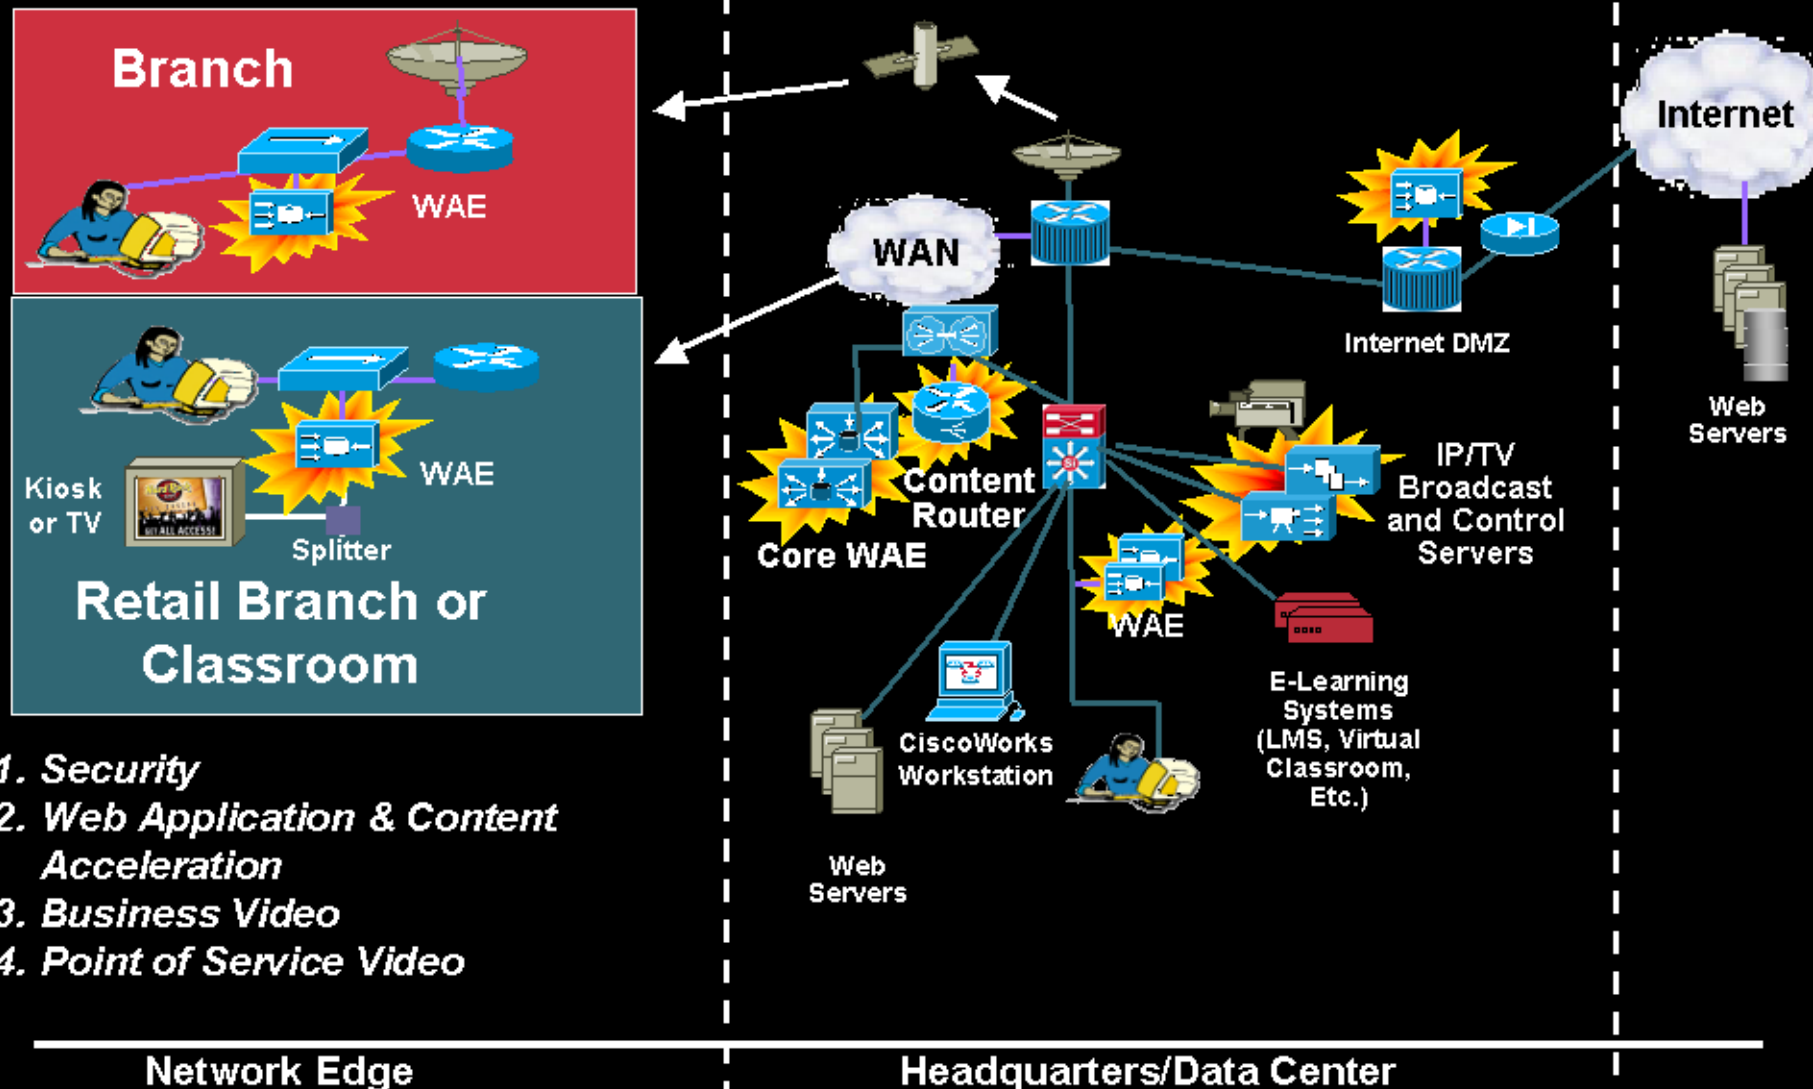 Branch
WAE
WAN
Internet
Internet DMZ
Web
Servers
Kiosk
or TV
WAE
Splitter
Retail Branch or
Classroom
Content
Router
Core WAE
Si
IP/TV
Broadcast
and Control
Servers
WAE
E-Learning
Systems
(LMS, Virtual
Classroom,
Etc.)
CiscoWorks
Workstation
Web
Servers
1. Security
2. Web Application & Content
Acceleration
3. Business Video
4. Point of Service Video
Network Edge
Headquarters/Data Center